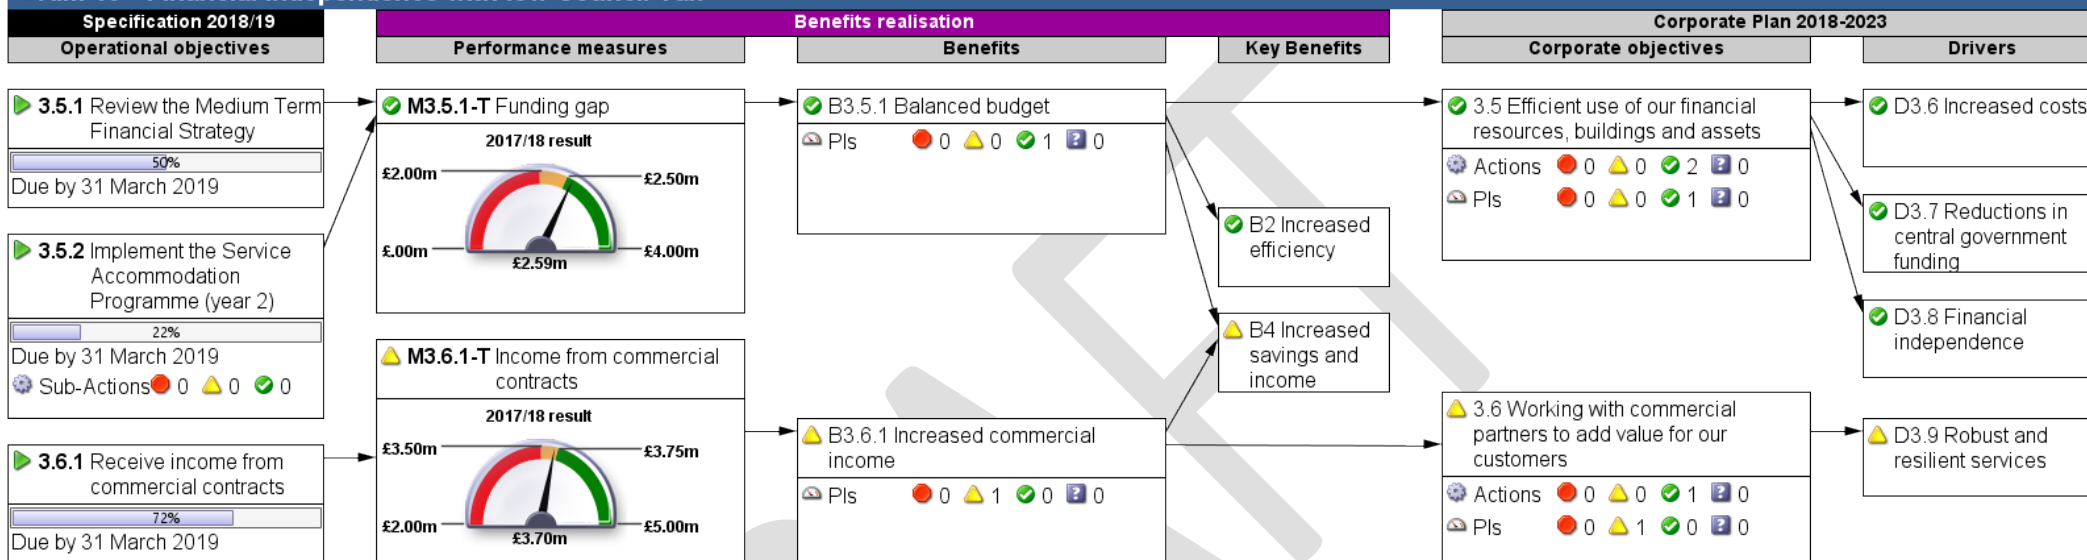 Specification 2018/19
Operational objectives
3.5.1 Review the Medium Term
Financial Strategy
50%
Due by 31 March 2019
3.5.2 Implement the Service
Accommodation
Programme (year 2)
22%
Due by 31 March 2019
Sub-Actions 0 0 0
3.6.1 Receive income from
commercial contracts
72%
Due by 31 March 2019
Benefits realisation
Performance measures
M3.5.1-T Funding gap
2017/18 result
£2.00m
£2.50m
£.00m
£4.00m
£2.59m
M3.6.1-T Income from commercial
contracts
2017/18 result
£3.50m
£3.75m
£2.00m
£5.00m
£3.70m
Benefits
B3.5.1 Balanced budget
PIs 0 0 1 ? 0
B3.6.1 Increased commercial
income
PIs 0 1 0 ? 0
Key Benefits
B2 Increased
efficiency
B4 Increased
savings and
income
Corporate Plan 2018-2023
Corporate objectives
3.5 Efficient use of our financial
resources, buildings and assets
Actions 0 0 2 ? 0
PIs 0 0 1 ? 0
3.6 Working with commercial
partners to add value for our
customers
Actions 0 0 1 ? 0
PIs 0 1 0 ? 0
Drivers
D3.6 Increased costs
D3.7 Reductions in
central government
funding
D3.8 Financial
independence
D3.9 Robust and
resilient services